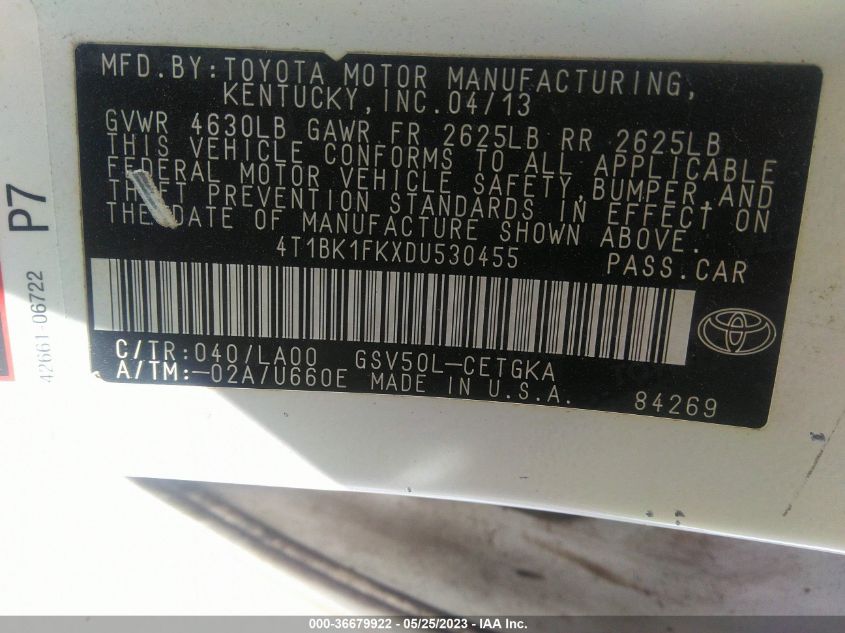 MFD.BY:TOYOTA MOTOR MANUFACTURING,
KENTUCKY,INC.04/13
GVWR 4630LB GAWR FR 2625LB RR 2625LB
THIS VEHICLE CONFORMS TO ALL APPLICABLE
FEDERAL MOTOR VEHICLE SAFETY,BUMPER,AND
THEFT PREVENTION STANDARDS IN EFFECT ON
THE DATE OF MANUFACTURE SHOWN ABOVE.
4T1BK1FKXDU530455 PASS.CAR
C/TR:040/LA00 GSV50L-CETGKA
A/TM:-02A/U660E MADE IN U.S.A.
84269
P7
42661-06722
000-36679922 - 05/25/2023 - IAA Inc.